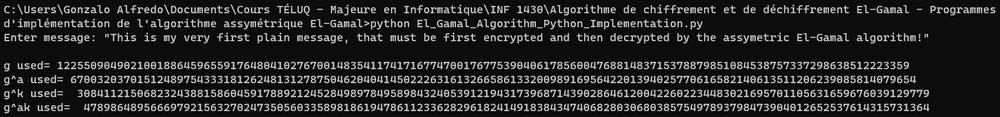 C:\Users\Gonzalo Alfredo\Documents\Cours TÉLUQ - Majeure en Informatique\INF 1430\Algorithme de chiffrement et de déchiffrement El-Gamal - Programmes
d'implémentation de l'algorithme assymétrique El-Gamal>python El_Gamal_Algorithm_Python_Implementation.py
Enter message: "This is my very first plain message, that must be first encrypted and then decrypted by the assymetric El-Gamal algorithm!"
g used= 12255090490210018864596559176480410276700148354117417167747001767753904061785600476881483715378879851084538757337298638512223359
g^a used= 6700320370151248975433318126248131278750462040414502226316132665861332009891695642201394025770616582140613511206239085814079654
g^k used=  30841121506823243881586045917889212452849897849589843240539121943173968714390286461200422602234483021695701105631659676039129779
g^ak used=  47898648956669792156327024735056033589818619478611233628296182414918384347406828030680385754978937984739040126525376143157313​64